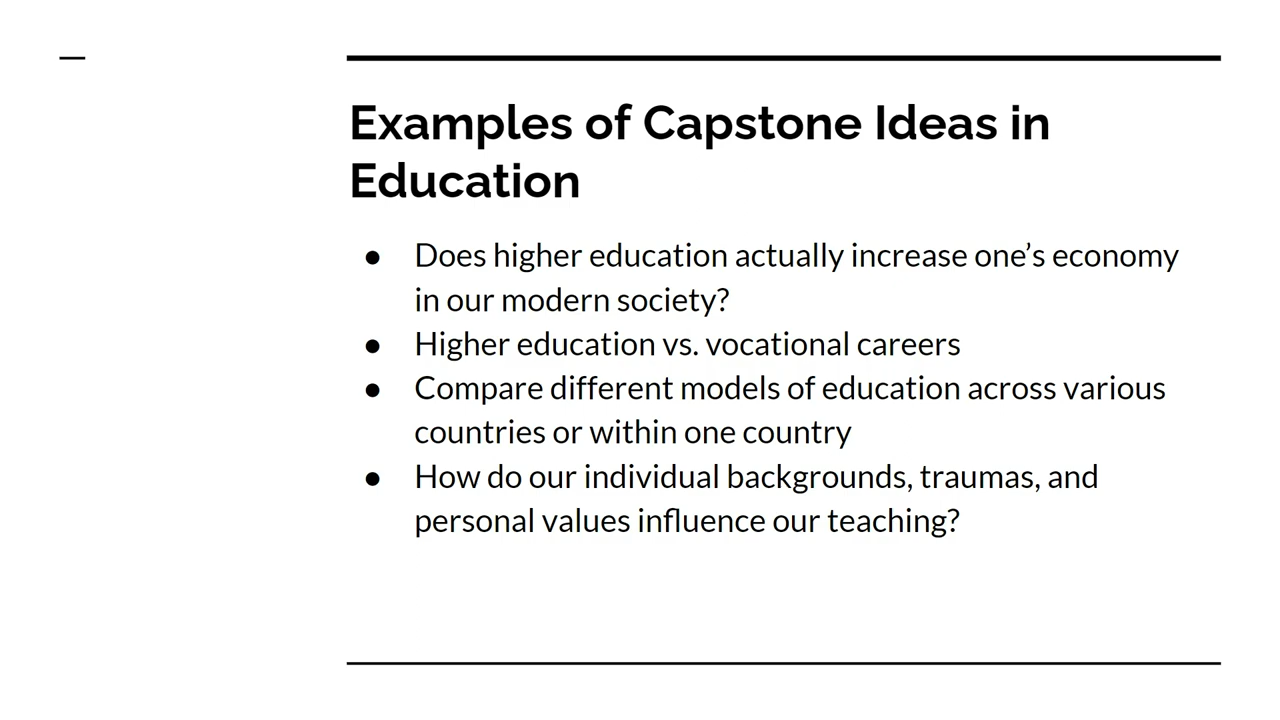 Examples of Capstone Ideas in
Education
● Does higher education actually increase one’s economy
in our modern society?
● Higher education vs. vocational careers
● Compare different models of education across various
countries or within one country
● How do our individual backgrounds, traumas, and
personal values influence our teaching?